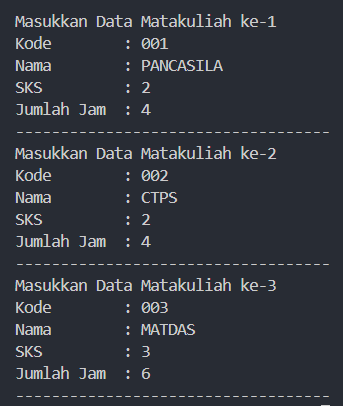 Masukkan Data Matakuliah ke-1
Kode        : 001
Nama        : PANCASILA
SKS         : 2
Jumlah Jam  : 4
-----------------------------------
Masukkan Data Matakuliah ke-2
Kode        : 002
Nama        : CTPS
SKS         : 2
Jumlah Jam  : 4
-----------------------------------
Masukkan Data Matakuliah ke-3
Kode        : 003
Nama        : MATDAS
SKS         : 3
Jumlah Jam  : 6
-----------------------------------